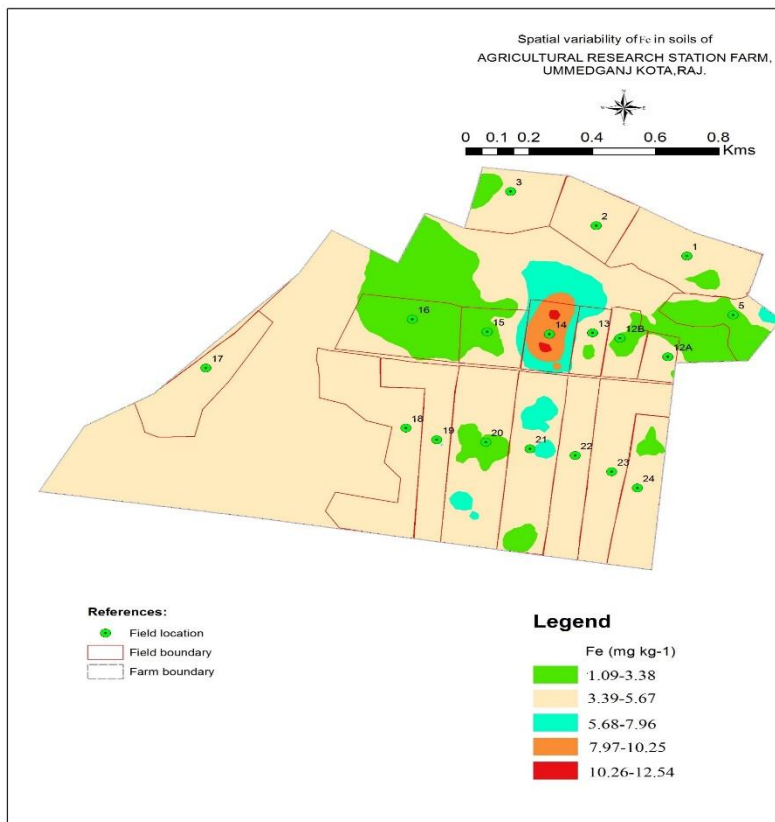 Spatial variability of Fe in soils of
AGRICULTURAL RESEARCH STATION FARM,
UMMEDGANJ KOTA,RAJ.
0 0.1 0.2 0.4 0.6 0.8
Kms
3
2
1
5
16
15
14
13
12B
12A
17
18
19
20
21
22
23
24
References:
Field location
Field boundary
Farm boundary
Legend
Fe (mg kg-1)
1.09-3.38
3.39-5.67
5.68-7.96
7.97-10.25
10.26-12.54